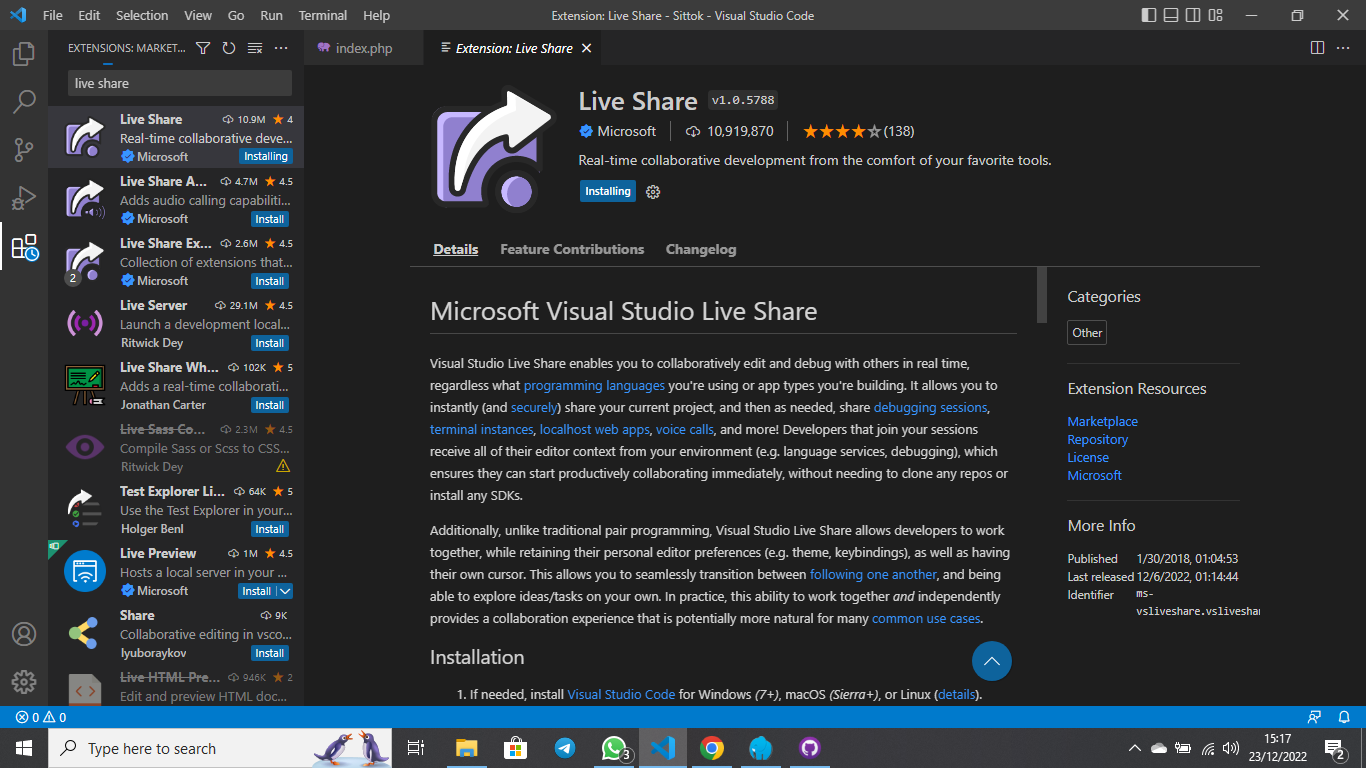 File Edit Selection View Go Run Terminal Help
Extension: Live Share - Sittok - Visual Studio Code
EXTENSIONS: MARKET...
live share
Live Share 10.9M ★ 4
Real-time collaborative deve...
Microsoft Installing
Live Share A... 4.7M ★ 4.5
Adds audio calling capabiliti...
Microsoft Install
Live Share Ex... 2.6M ★ 4.5
Collection of extensions that...
2 Microsoft Install
Live Server 29.1M ★ 4.5
Launch a development local...
Ritwick Dey Install
Live Share Wh... 102K ★ 5
Adds a real-time collaborati...
Jonathan Carter Install
Live Sass Co... 2.3M ★ 4.5
Compile Sass or Scss to CSS...
Ritwick Dey
Test Explorer Li... 64K ★ 5
Use the Test Explorer in your...
Holger Benl Install
Live Preview 1M ★ 4.5
Hosts a local server in your ...
Microsoft Install
Share 9K
Collaborative editing in vsco...
Iyuboraykov Install
Live HTML Pre... 946K ★ 2
Edit and preview HTML doc...
index.php
Extension: Live Share
Live Share v1.0.5788
Microsoft 10,919,870 ★★★★☆(138)
Real-time collaborative development from the comfort of your favorite tools.
Installing
Details Feature Contributions Changelog
Microsoft Visual Studio Live Share
Visual Studio Live Share enables you to collaboratively edit and debug with others in real time,
regardless what programming languages you're using or app types you're building. It allows you to
instantly (and securely) share your current project, and then as needed, share debugging sessions,
terminal instances, localhost web apps, voice calls, and more! Developers that join your sessions
receive all of their editor context from your environment (e.g. language services, debugging), which
ensures they can start productively collaborating immediately, without needing to clone any repos or
install any SDKs.
Additionally, unlike traditional pair programming, Visual Studio Live Share allows developers to work
together, while retaining their personal editor preferences (e.g. theme, keybindings), as well as having
their own cursor. This allows you to seamlessly transition between following one another, and being
able to explore ideas/tasks on your own. In practice, this ability to work together and independently
provides a collaboration experience that is potentially more natural for many common use cases.
Installation
1. If needed, install Visual Studio Code for Windows (7+), macOS (Sierra+), or Linux (details).
Categories
Other
Extension Resources
Marketplace
Repository
License
Microsoft
More Info
Published 1/30/2018, 01:04:53
Last released 12/6/2022, 01:14:44
Identifier ms-
vsliveshare.vsliveshar
0 0
Type here to search
3
15:17
23/12/2022
2